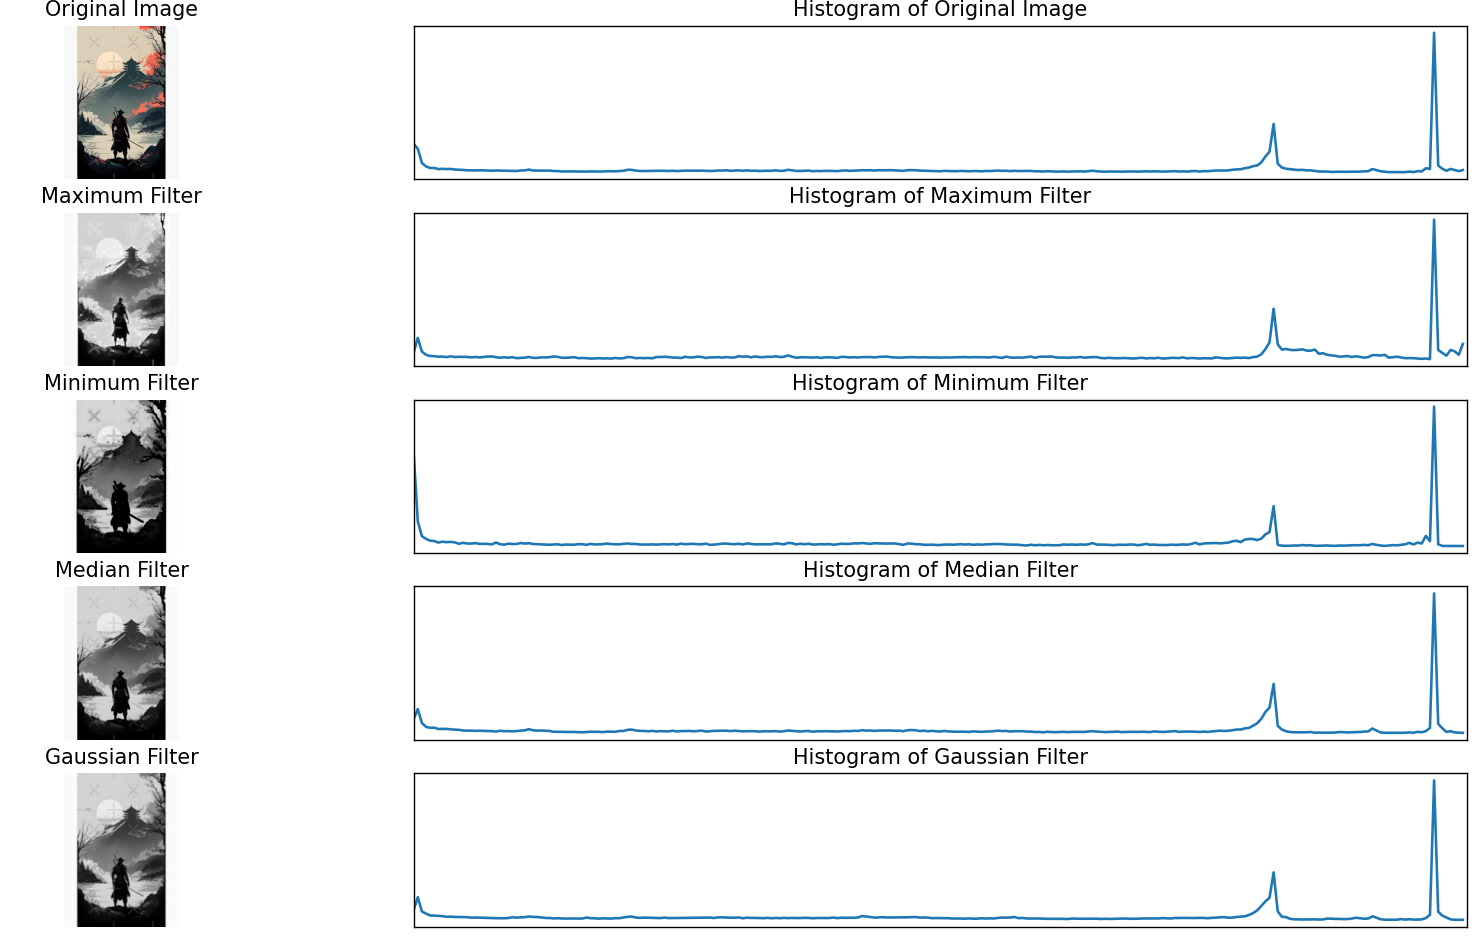 Original Image
Histogram of Original Image
Maximum Filter
Histogram of Maximum Filter
Minimum Filter
Histogram of Minimum Filter
Median Filter
Histogram of Median Filter
Gaussian Filter
Histogram of Gaussian Filter